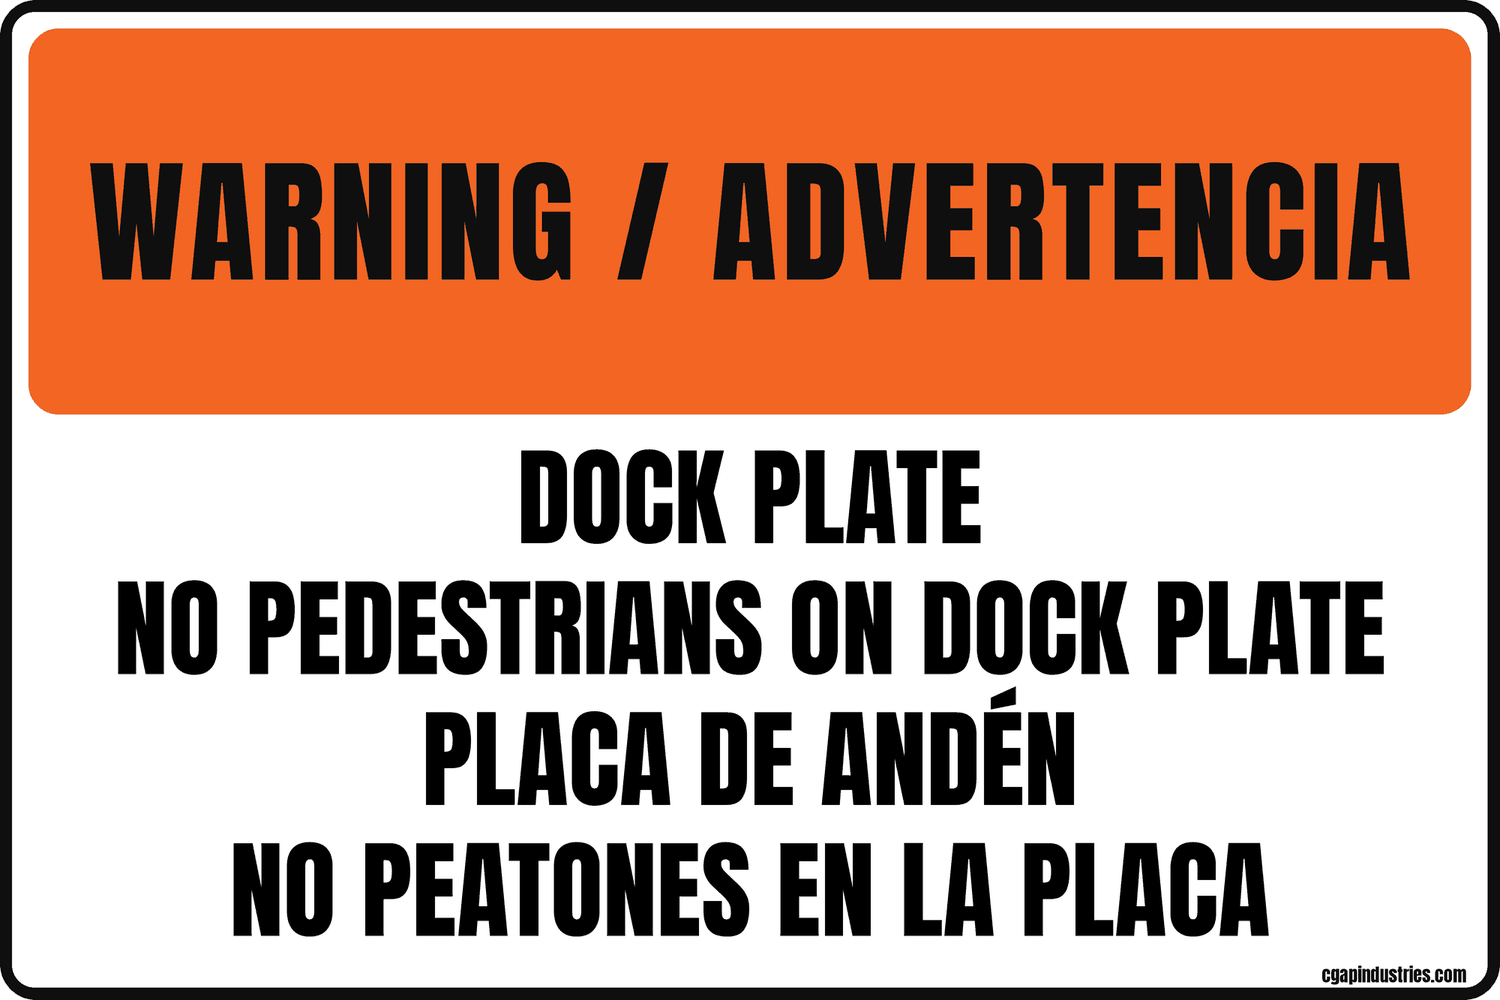 WARNING / ADVERTENCIA
DOCK PLATE
NO PEDESTRIANS ON DOCK PLATE
PLACA DE ANDÉN
NO PEATONES EN LA PLACA
cgapindustries.com